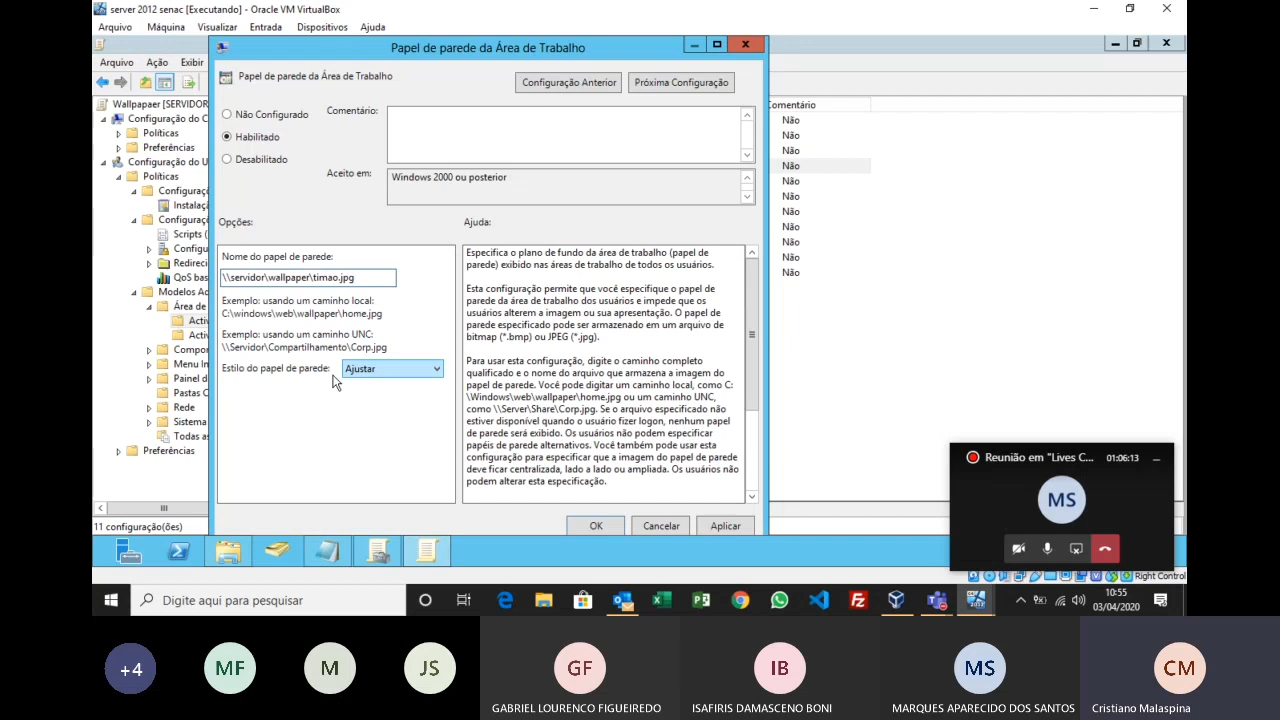 server 2012 senac [Executando] - Oracle VM VirtualBox
Arquivo Máquina Visualizar Entrada Dispositivos Ajuda
Papel de parede da Área de Trabalho
Arquivo Ação Exibir
Papel de parede da Área de Trabalho
Configuração Anterior
Próxima Configuração
Wallpapaer [SERVIDOR
Configuração do C
Políticas
Preferências
Configuração do U
Políticas
Configuraç
Instalaç
Configuraç
Scripts (
Configu
Redireci
QoS bas
Modelos Ad
Área de
Activ
Activ
Compor
Menu In
Painel d
Pastas C
Rede
Sistema
Todas as
Preferências
11 configuração(ões)
Não Configurado
Habilitado
Desabilitado
Comentário:
Aceito em:
Windows 2000 ou posterior
Opções:
Ajuda:
Nome do papel de parede:
\\servidor\wallpaper\timao.jpg
Exemplo: usando um caminho local:
C:\windows\web\wallpaper\home.jpg
Exemplo: usando um caminho UNC:
\\Servidor\Compartilhamento\Corp.jpg
Estilo do papel de parede: Ajustar
Especifica o plano de fundo da área de trabalho (papel de
parede) exibido nas áreas de trabalho de todos os usuários.
Esta configuração permite que você especifique o papel de
parede da área de trabalho dos usuários e impede que os
usuários alterem a imagem ou sua apresentação. O papel de
parede especificado pode ser armazenado em um arquivo de
bitmap (*.bmp) ou JPEG (*.jpg).
Para usar esta configuração, digite o caminho completo
qualificado e o nome do arquivo que armazena a imagem do
papel de parede. Você pode digitar um caminho local, como C:
\Windows\web\wallpaper\home.jpg ou um caminho UNC,
como \\Server\Share\Corp.jpg. Se o arquivo especificado não
estiver disponível quando o usuário fizer logon, nenhum papel
de parede será exibido. Os usuários não podem especificar
papéis de parede alternativos. Você também pode usar esta
configuração para especificar que a imagem do papel de parede
deve ficar centralizada, lado a lado ou ampliada. Os usuários não
podem alterar esta especificação.
OK
Cancelar
Aplicar
Comentário
Não
Não
Não
Não
Não
Não
Não
Não
Não
Não
Não
Reunião em "Lives C... 01:06:13
MS
Right Control
Digite aqui para pesquisar
10:55
03/04/2020
+4
MF
M
JS
GF
IB
MS
CM
GABRIEL LOURENCO FIGUEIREDO
ISAFIRIS DAMASCENO BONI
MARQUES APARECIDO DOS SANTOS
Cristiano Malaspina